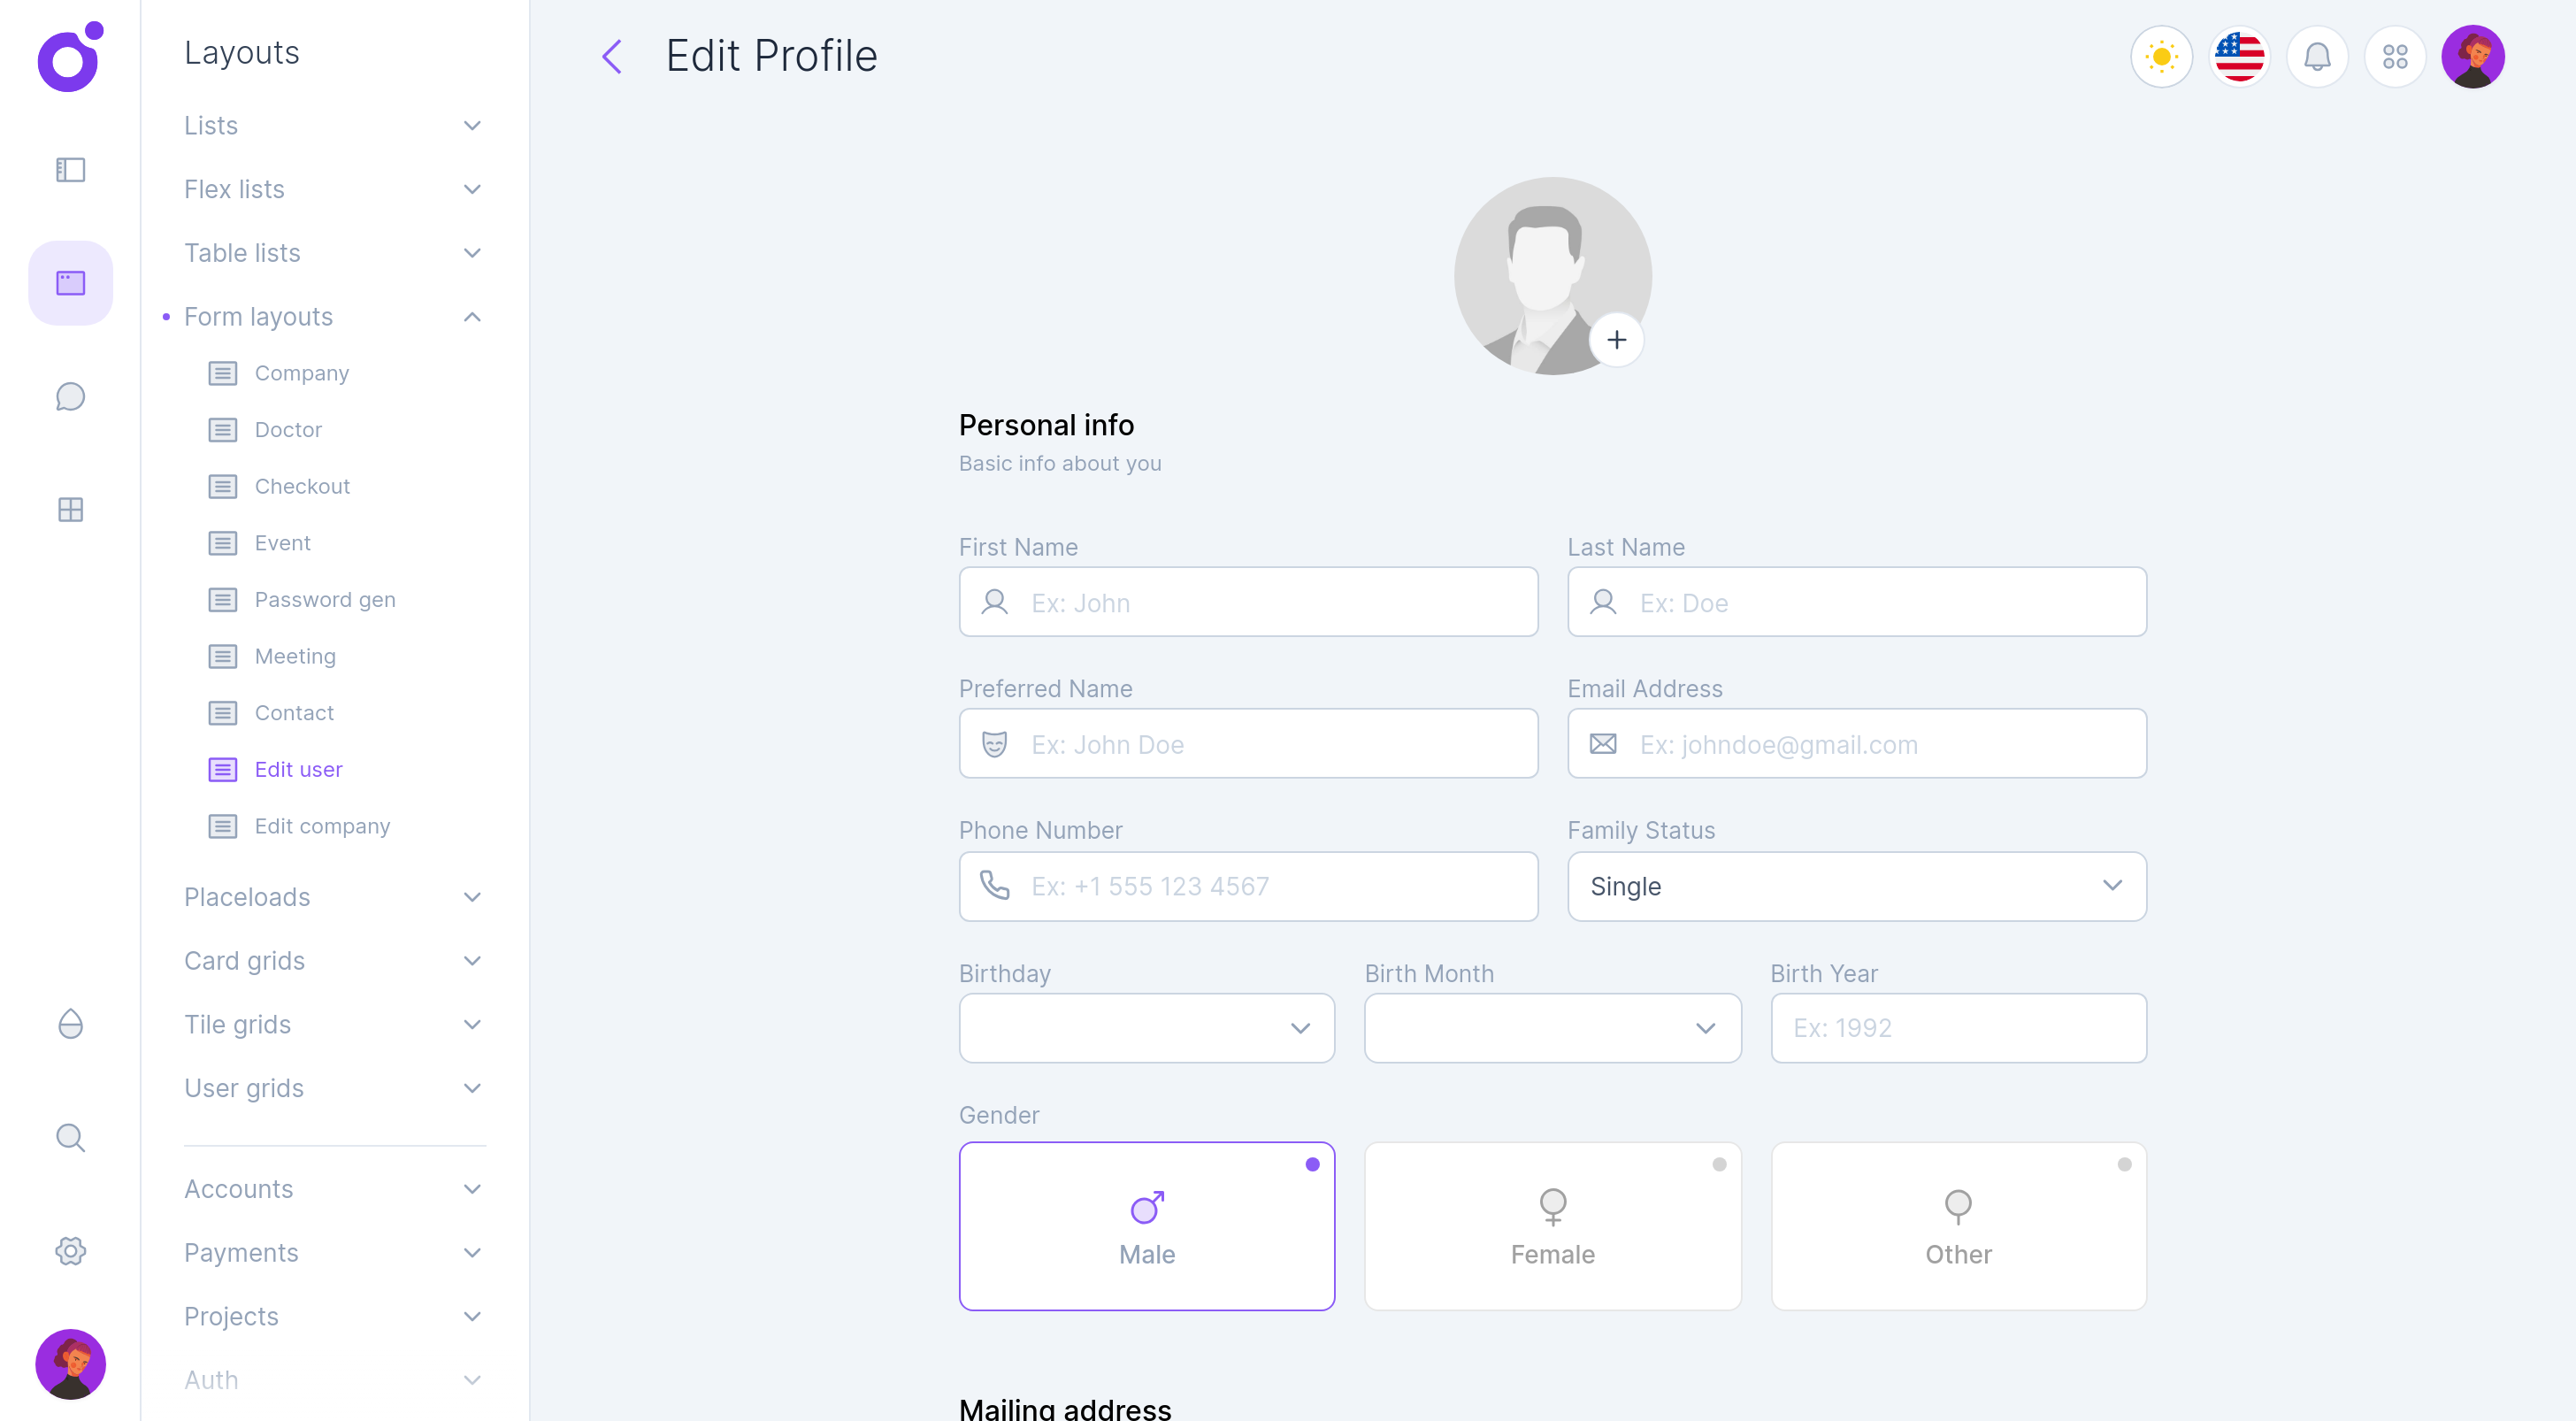 Layouts
Lists
Flex lists
Table lists
Form layouts
Company
Doctor
Checkout
Event
Password gen
Meeting
Contact
Edit user
Edit company
Placeloads
Card grids
Tile grids
User grids
Accounts
Payments
Projects
Auth
Edit Profile
Personal info
Basic info about you
First Name
Ex: John
Last Name
Ex: Doe
Preferred Name
Ex: John Doe
Email Address
Ex: johndoe@gmail.com
Phone Number
Ex: +1 555 123 4567
Family Status
Single
Birthday
Birth Month
Birth Year
Ex: 1992
Gender
Male
Female
Other
Mailing address